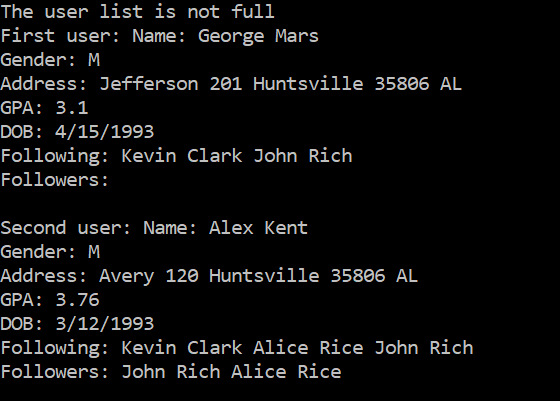 The user list is not full
First user: Name: George Mars
Gender: M
Address: Jefferson 201 Huntsville 35806 AL
GPA: 3.1
DOB: 4/15/1993
Following: Kevin Clark John Rich
Followers:
Second user: Name: Alex Kent
Gender: M
Address: Avery 120 Huntsville 35806 AL
GPA: 3.76
DOB: 3/12/1993
Following: Kevin Clark Alice Rice John Rich
Followers: John Rich Alice Rice